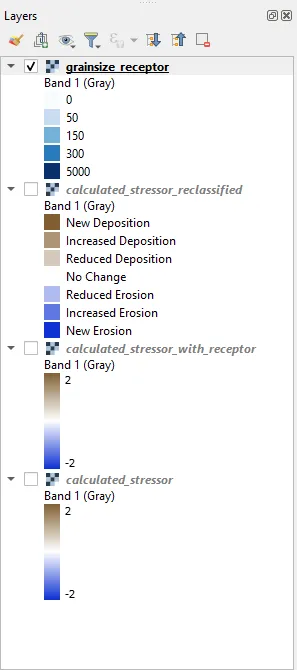 Layers
grainsize_receptor
Band 1 (Gray)
0
50
150
300
5000
calculated_stressor_reclassified
Band 1 (Gray)
New Deposition
Increased Deposition
Reduced Deposition
No Change
Reduced Erosion
Increased Erosion
New Erosion
calculated_stressor_with_receptor
Band 1 (Gray)
2
-2
calculated_stressor
Band 1 (Gray)
2
-2